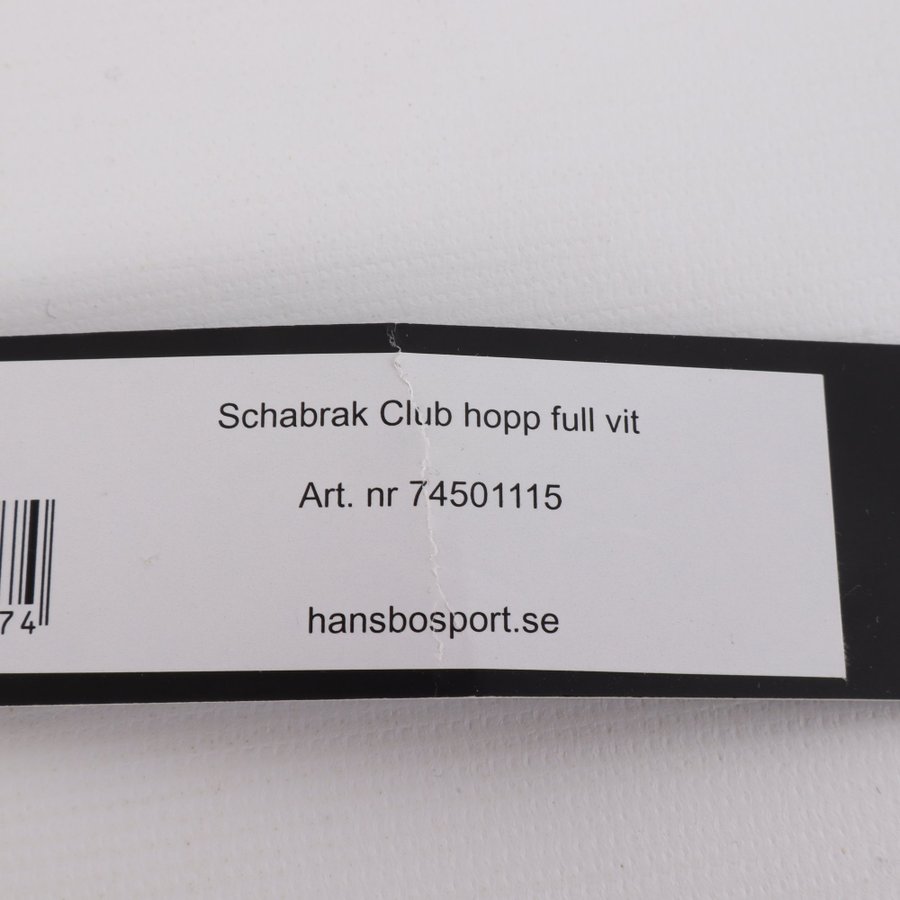 Schabrak Club hopp full vit
Art. nr 74501115
74
hansbosport.se